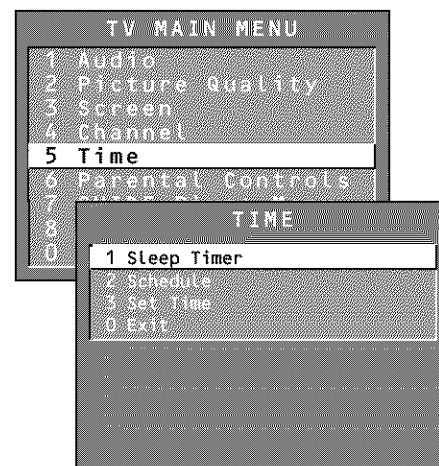 TV MAIN MENU
1 Audio
2 Picture Quality
3 Screen
4 Channel
5 Time
6 Parental Controls
7
8
0
TIME
1 Sleep Timer
2 Schedule
3 Set Time
0 Exit